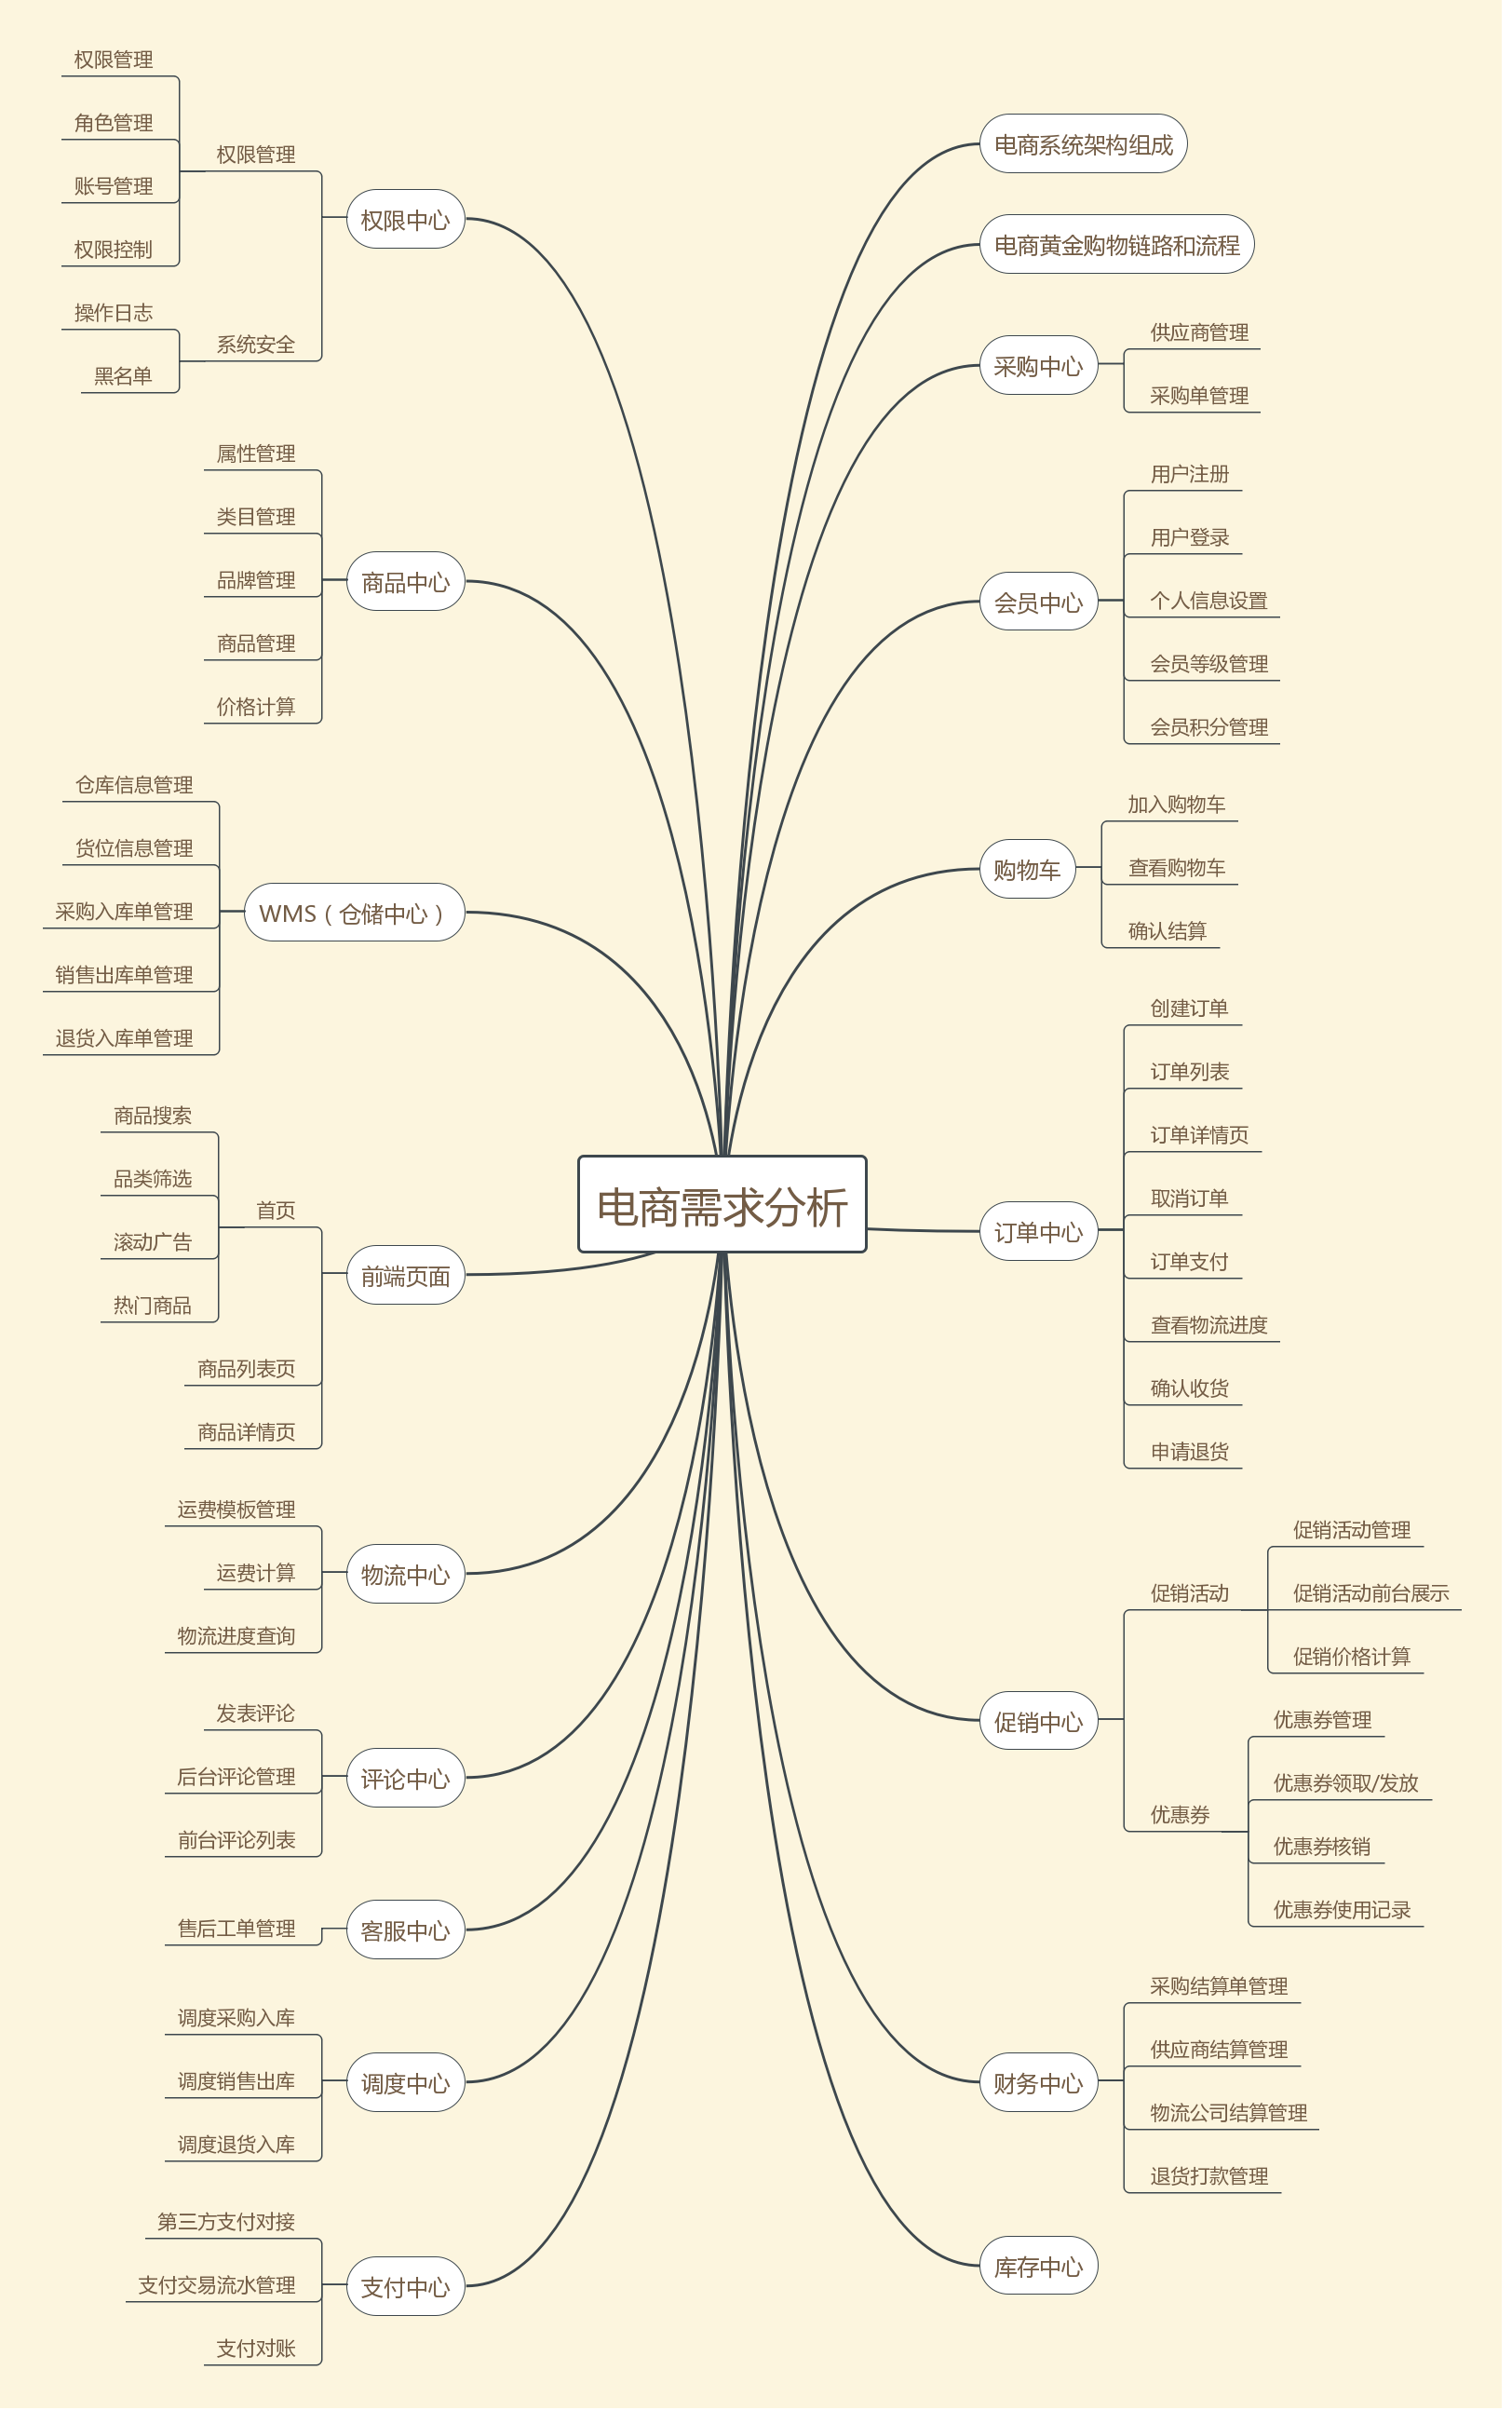 电商需求分析
电商系统架构组成
电商黄金购物链路和流程
采购中心
供应商管理
采购单管理
会员中心
用户注册
用户登录
个人信息设置
会员等级管理
会员积分管理
购物车
加入购物车
查看购物车
确认结算
订单中心
创建订单
订单列表
订单详情页
取消订单
订单支付
查看物流进度
确认收货
申请退货
促销中心
促销活动
促销活动管理
促销活动前台展示
促销价格计算
优惠券
优惠券管理
优惠券领取/发放
优惠券核销
优惠券使用记录
财务中心
采购结算单管理
供应商结算管理
物流公司结算管理
退货打款管理
库存中心
权限中心
权限管理
权限管理
角色管理
账号管理
权限控制
系统安全
操作日志
黑名单
商品中心
属性管理
类目管理
品牌管理
商品管理
价格计算
WMS（仓储中心）
仓库信息管理
货位信息管理
采购入库单管理
销售出库单管理
退货入库单管理
前端页面
首页
商品搜索
品类筛选
滚动广告
热门商品
商品列表页
商品详情页
物流中心
运费模板管理
运费计算
物流进度查询
评论中心
发表评论
后台评论管理
前台评论列表
客服中心
售后工单管理
调度中心
调度采购入库
调度销售出库
调度退货入库
支付中心
第三方支付对接
支付交易流水管理
支付对账